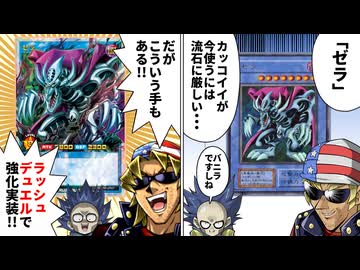 「ゼラ」
カッコイイが
今使うには
流石に厳しい・・・
バニラ
ですしね
だが
こういう手も
ある!!
ラッシュ
デュエルで
強化実装!!
ATK
DEF